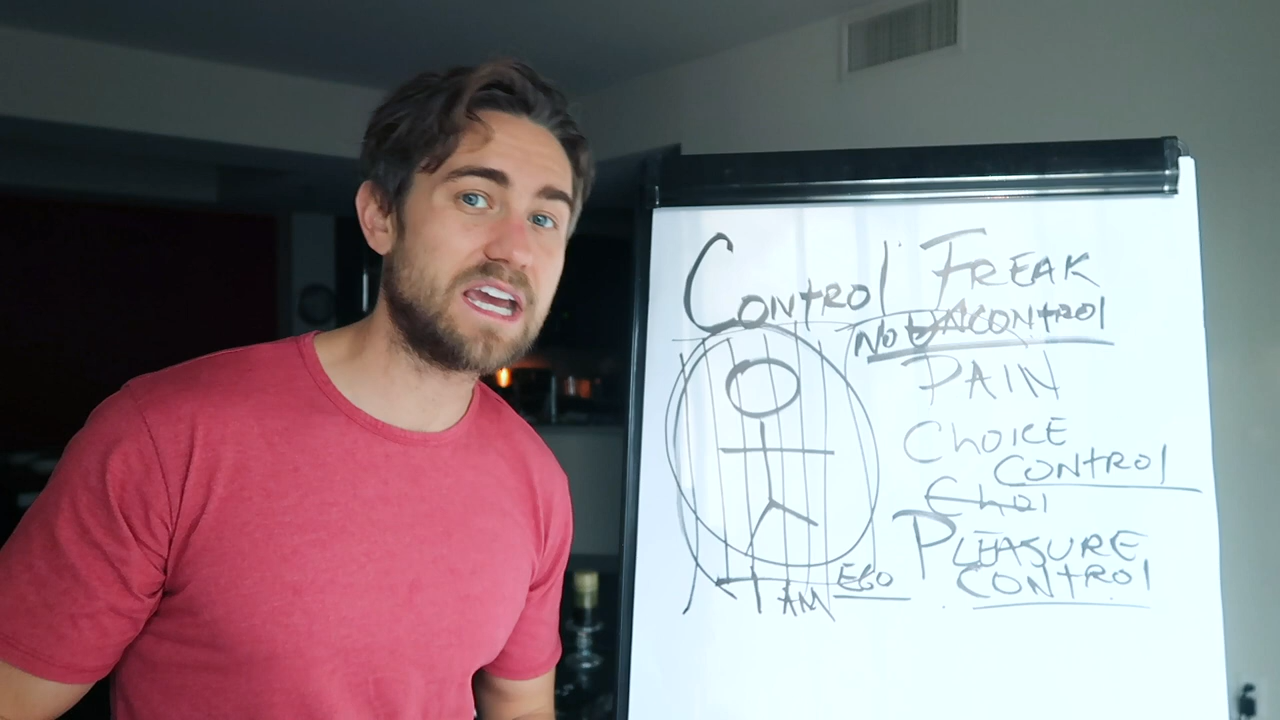 CONTROL FREAK
NO CONTROL
PAIN
CHOICE
CONTROL
Choi
PLEASURE
CONTROL
EGO
I AM